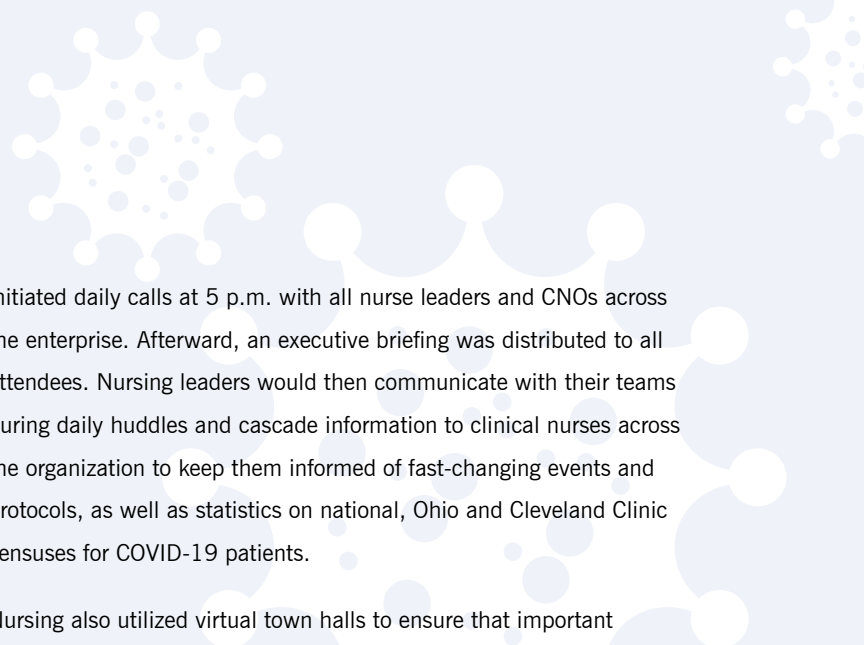 nitiated daily calls at 5 p.m. with all nurse leaders and CNOs across
he enterprise. Afterward, an executive briefing was distributed to all
ttendees. Nursing leaders would then communicate with their teams
uring daily huddles and cascade information to clinical nurses across
he organization to keep them informed of fast-changing events and
rotocols, as well as statistics on national, Ohio and Cleveland Clinic
ensuses for COVID-19 patients.
Nursing also utilized virtual town halls to ensure that important